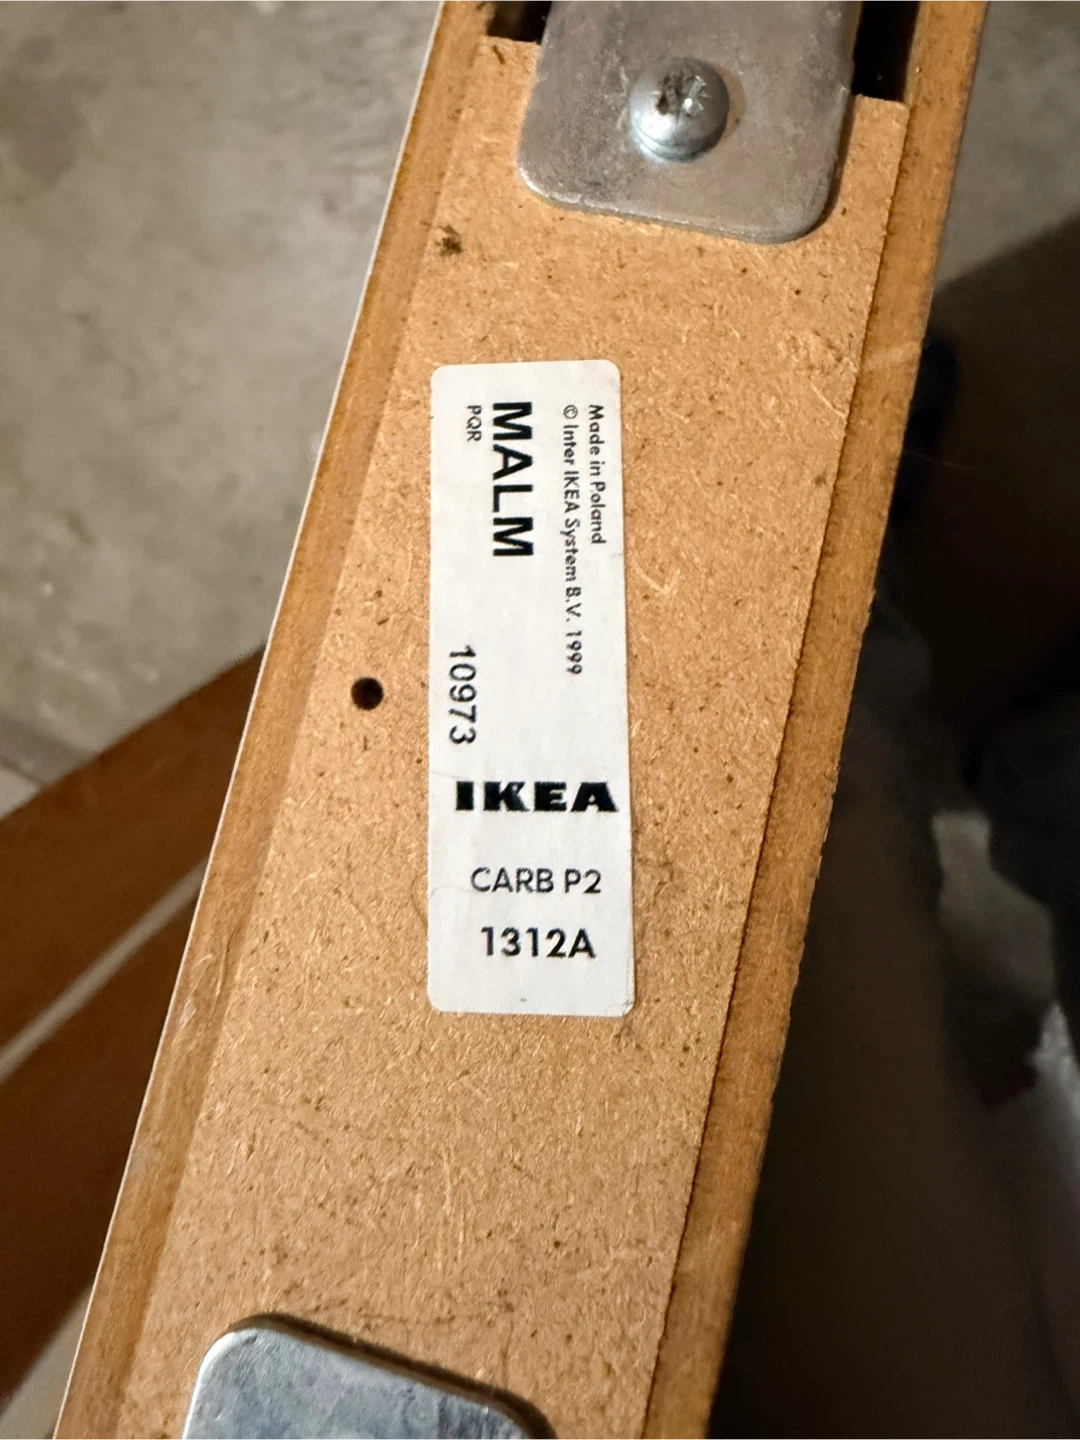 Made in Poland
© Inter IKEA System B.V. 1999
MALM
PQR
10973
IKEA
CARB P2
1312A